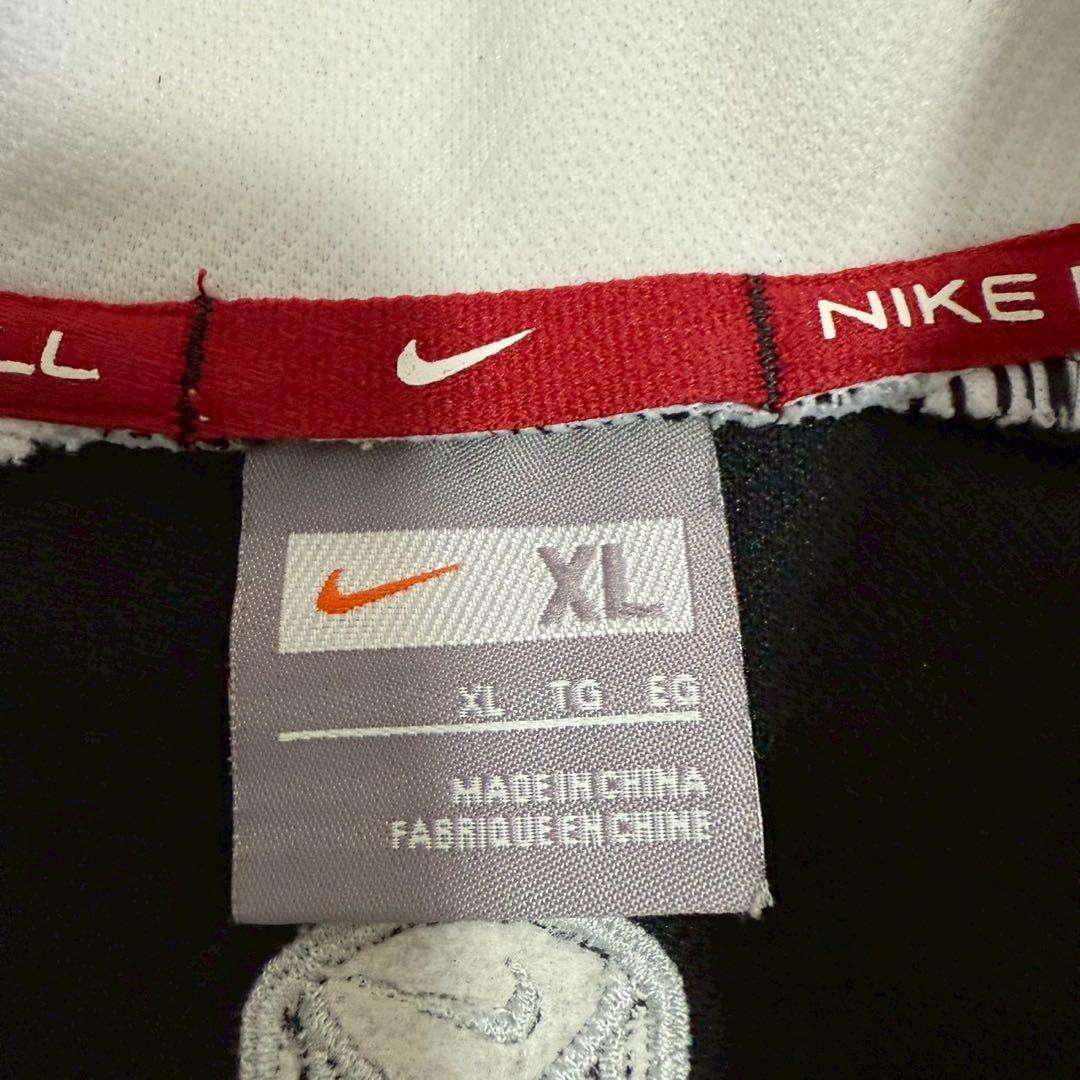 LL
NIKE
XL
XL TG EG
MADE IN CHINA
FABRIQUE EN CHINE